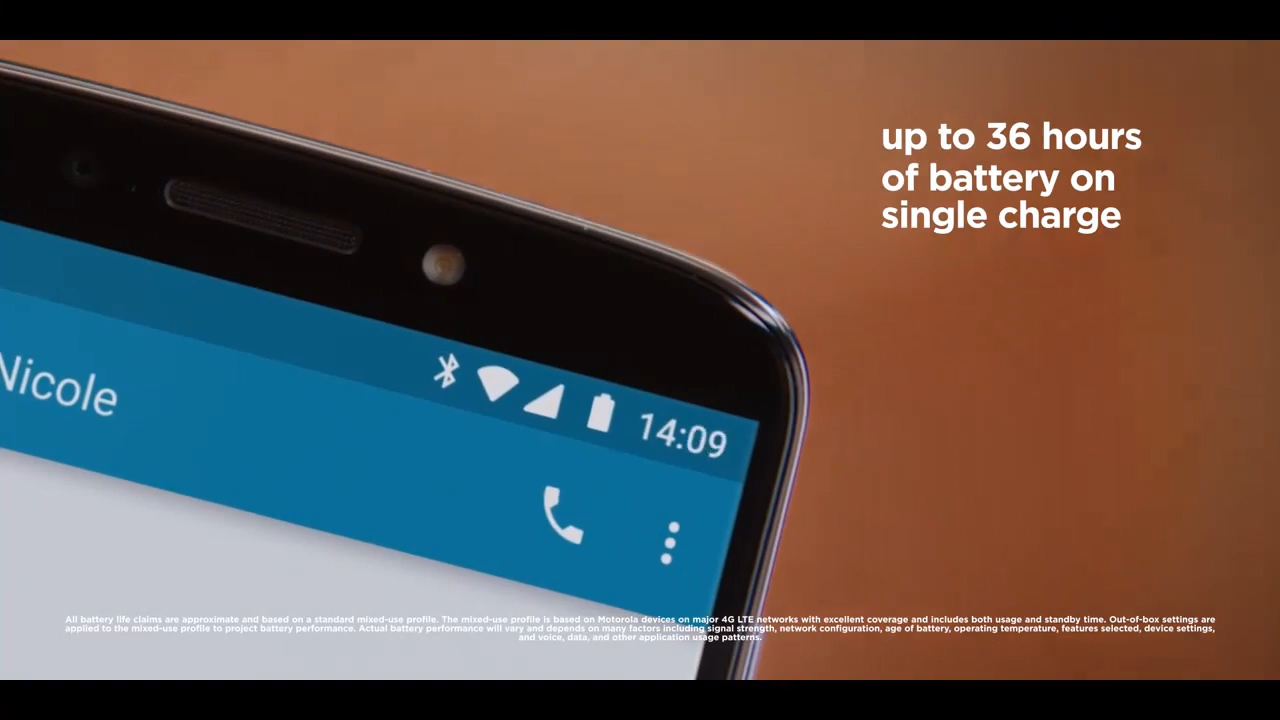 up to 36 hours
of battery on
single charge
14:09
Nicole
All battery life claims are approximate and based on a standard mixed-use profile. The mixed-use profile is based on Motorola devices on major 4G LTE networks with excellent coverage and includes both usage and standby time. Out-of-box settings are
applied to the mixed-use profile to project battery performance. Actual battery performance will vary and depends on many factors including signal strength, network configuration, age of battery, operating temperature, features selected, device settings,
and voice, data, and other application usage patterns.